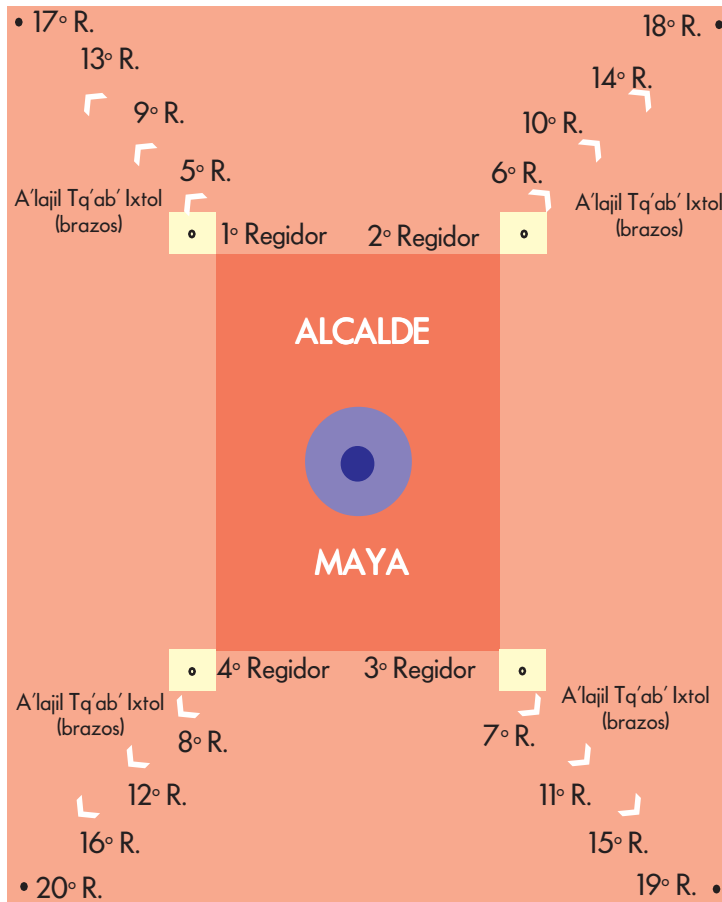 • 17º R.
18º R. •
13º R.
14º R.
9º R.
10º R.
5º R.
6º R.
A'lajil Tq'ab' Ixtol
(brazos)
A'lajil Tq'ab' Ixtol
(brazos)
1º Regidor
2º Regidor
ALCALDE
MAYA
4º Regidor
3º Regidor
A'lajil Tq'ab' Ixtol
(brazos)
A'lajil Tq'ab' Ixtol
(brazos)
8º R.
7º R.
12º R.
11º R.
16º R.
15º R.
• 20º R.
19º R. •